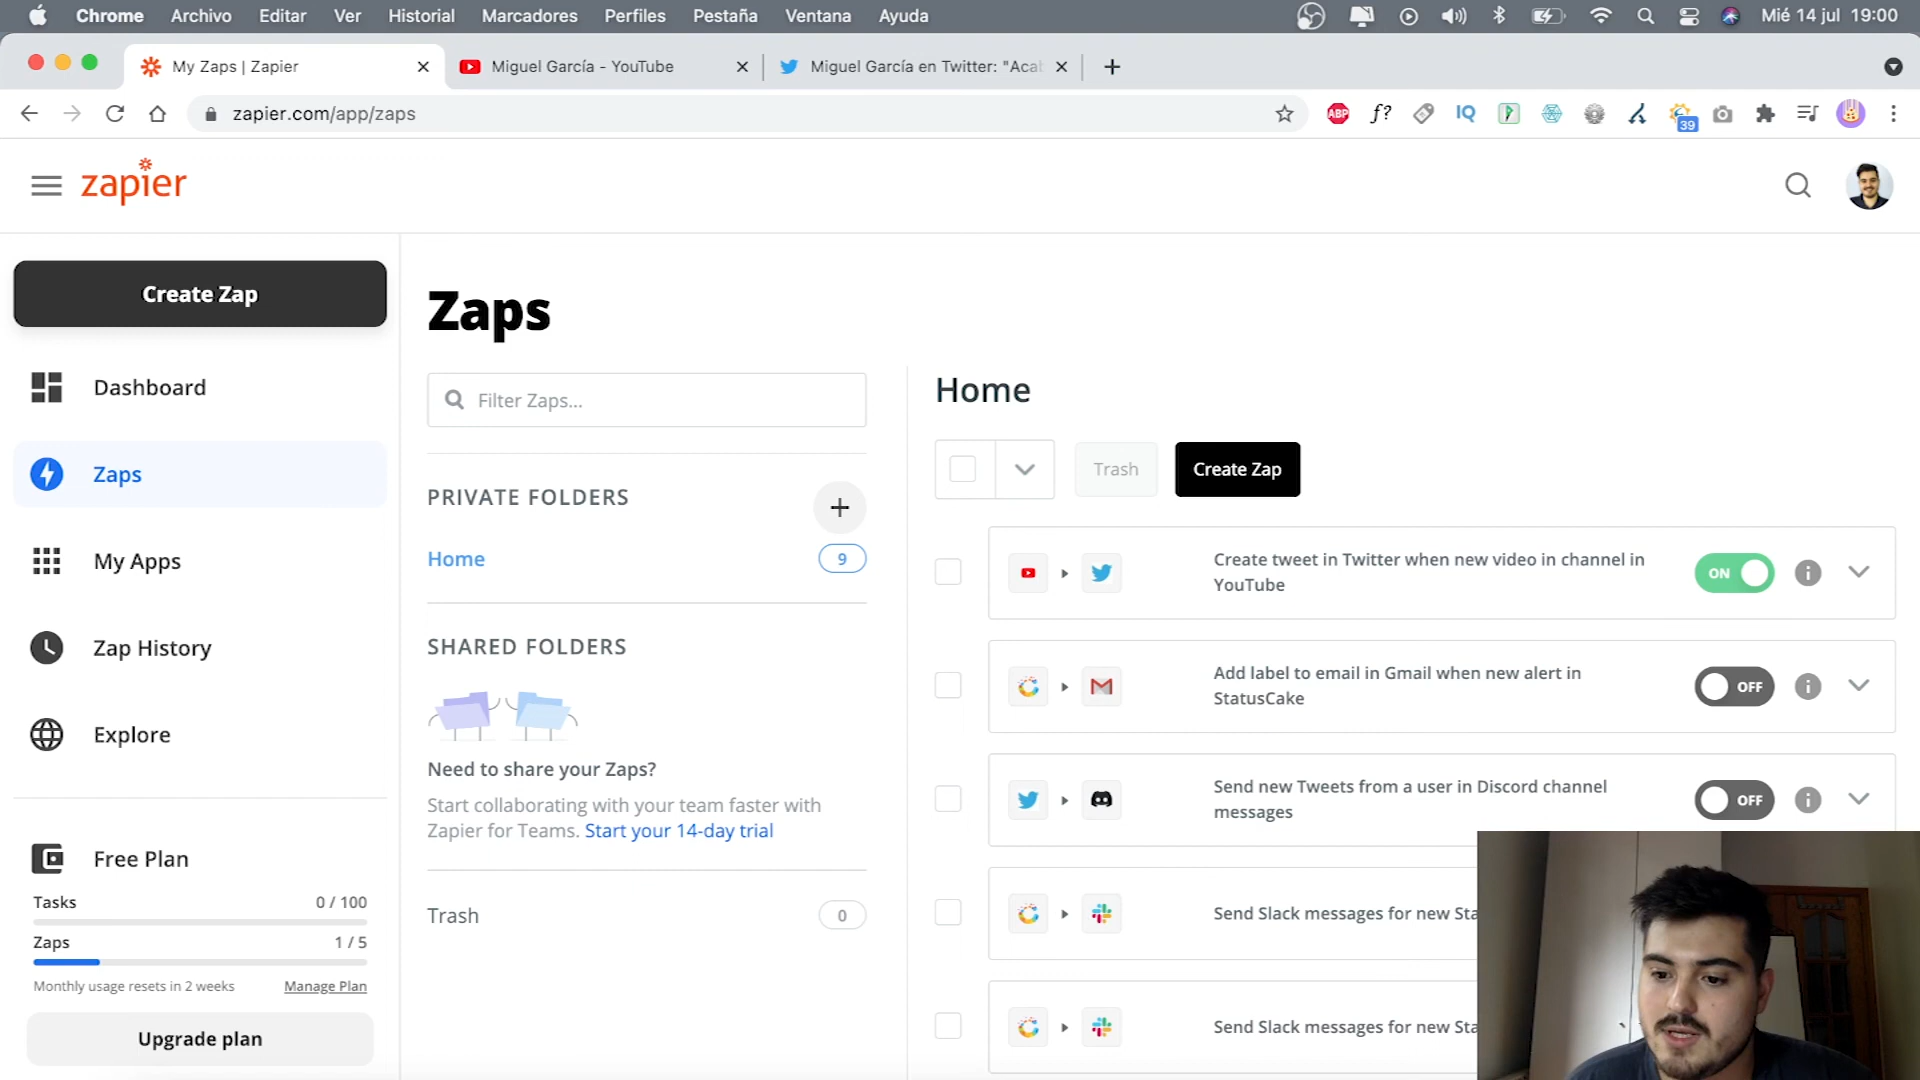 Chrome Archivo Editar Ver Historial Marcadores Perfiles Pestaña Ventana Ayuda Mié 14 jul 19:00
My Zaps | Zapier Miguel García - YouTube Miguel García en Twitter: "Acab
zapier.com/app/zaps ABP f? IQ 39
zapier
Create Zap
Dashboard
Zaps
My Apps
Zap History
Explore
Free Plan
Tasks 0 / 100
Zaps 1 / 5
Monthly usage resets in 2 weeks Manage Plan
Upgrade plan
Zaps
Filter Zaps...
PRIVATE FOLDERS
Home 9
SHARED FOLDERS
Need to share your Zaps?
Start collaborating with your team faster with
Zapier for Teams. Start your 14-day trial
Trash 0
Home
Trash Create Zap
Create tweet in Twitter when new video in channel in
YouTube
ON
Add label to email in Gmail when new alert in
StatusCake
OFF
Send new Tweets from a user in Discord channel
messages
OFF
Send Slack messages for new Sta
Send Slack messages for new Sta